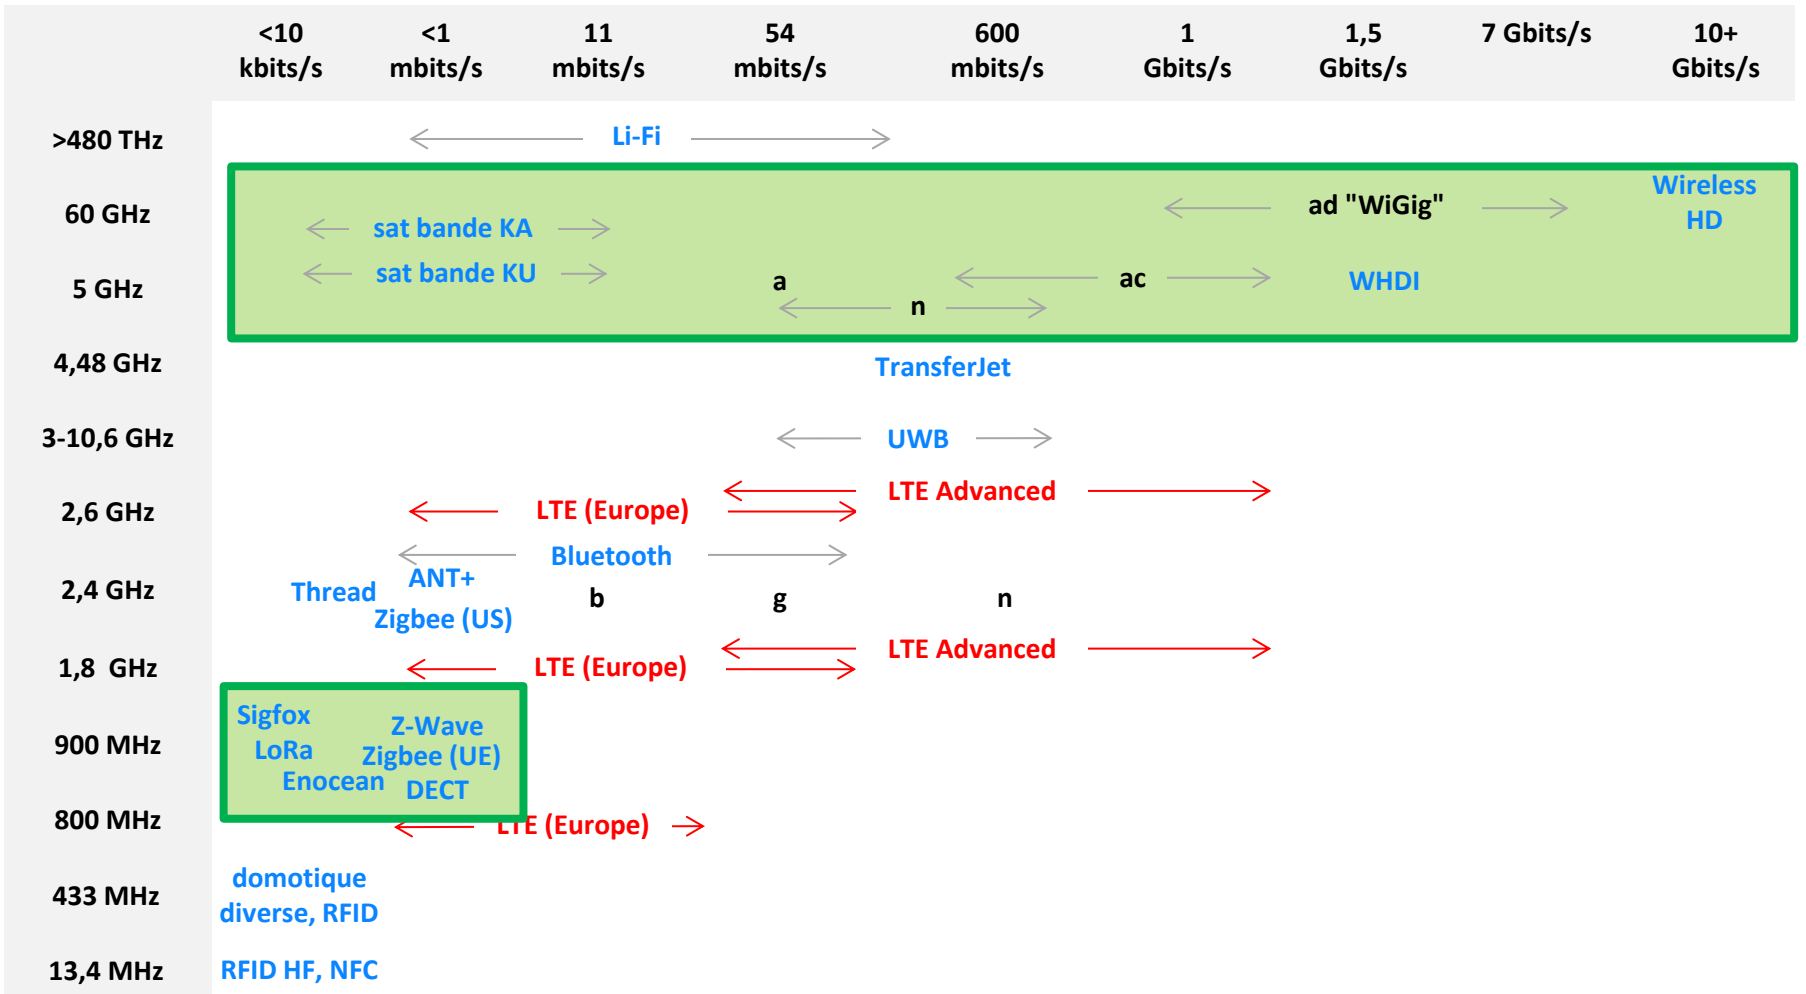 <10 kbits/s
<1 mbits/s
11 mbits/s
54 mbits/s
600 mbits/s
1 Gbits/s
1,5 Gbits/s
7 Gbits/s
10+ Gbits/s
>480 THz
Li-Fi
60 GHz
sat bande KA
ad "WiGig"
Wireless
HD
5 GHz
sat bande KU
a
n
ac
WHDI
4,48 GHz
TransferJet
3-10,6 GHz
UWB
2,6 GHz
LTE (Europe)
LTE Advanced
Bluetooth
2,4 GHz
Thread
ANT+
Zigbee (US)
b
g
n
1,8 GHz
LTE (Europe)
LTE Advanced
900 MHz
Sigfox
LoRa
Enocean
Z-Wave
Zigbee (UE)
DECT
800 MHz
LTE (Europe)
433 MHz
domotique
diverse, RFID
13,4 MHz
RFID HF, NFC